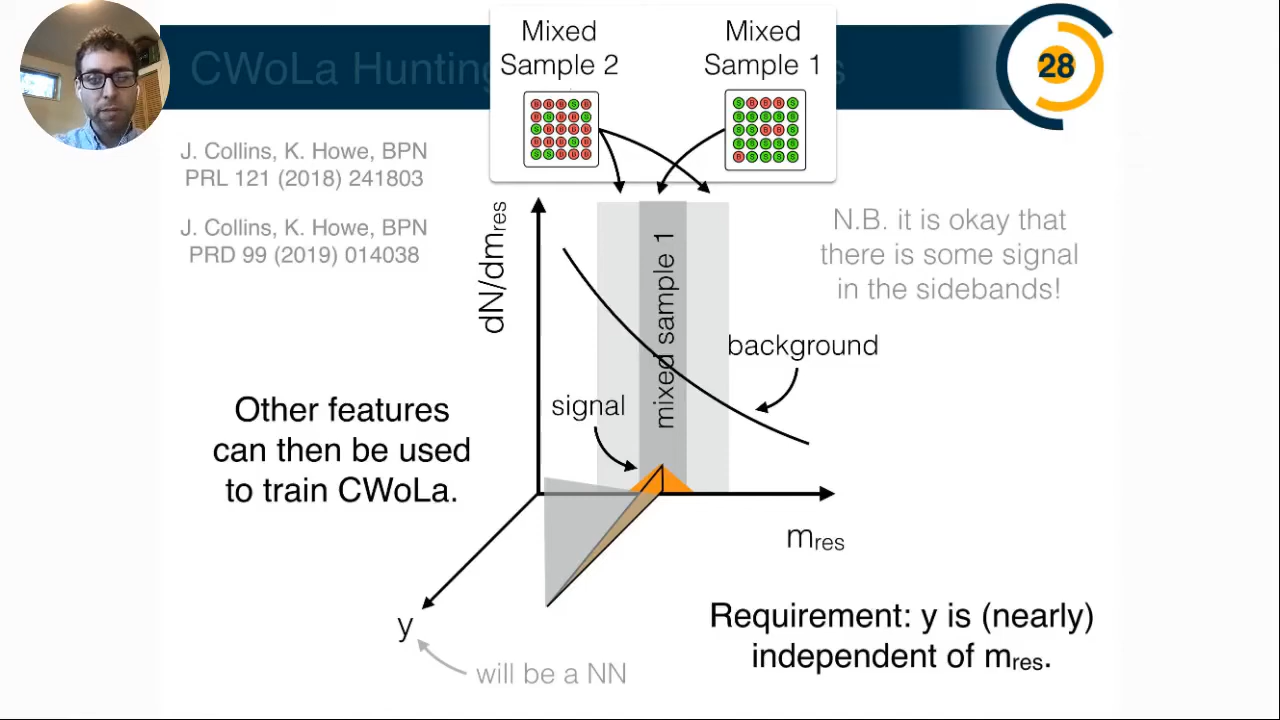 CWoLa Hunting
s
Mixed
Sample 2
Mixed
Sample 1
28
J. Collins, K. Howe, BPN
PRL 121 (2018) 241803
J. Collins, K. Howe, BPN
PRD 99 (2019) 014038
dN/dmres
mixed sample 1
N.B. it is okay that
there is some signal
in the sidebands!
background
signal
Other features
can then be used
to train CWoLa.
mres
y
will be a NN
Requirement: y is (nearly)
independent of mres.